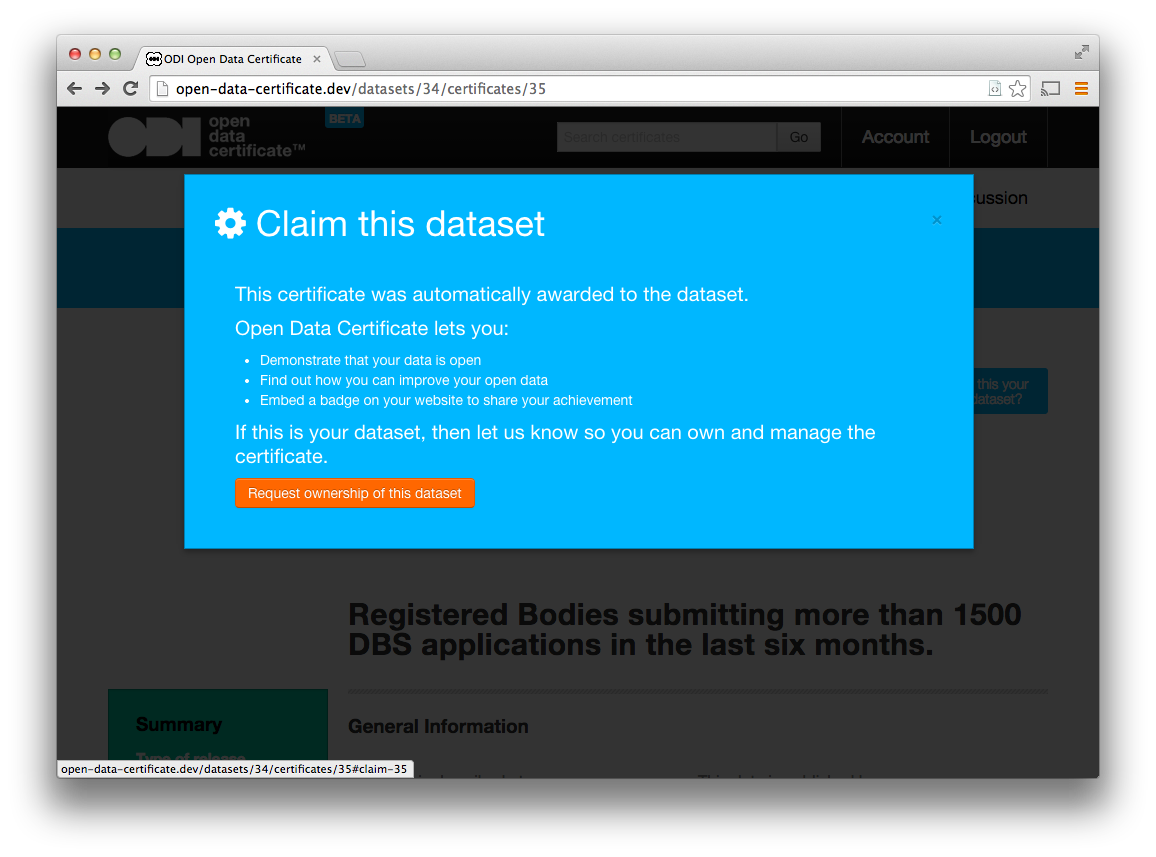 ODI Open Data Certificate
open-data-certificate.dev/datasets/34/certificates/35
ODI
open
data
certificate™
BETA
Search certificates
Go
Account
Logout
Claim this dataset
×
This certificate was automatically awarded to the dataset.
Open Data Certificate lets you:
• Demonstrate that your data is open
• Find out how you can improve your open data
• Embed a badge on your website to share your achievement
If this is your dataset, then let us know so you can own and manage the
certificate.
Request ownership of this dataset
this your
dataset?
Registered Bodies submitting more than 1500
DBS applications in the last six months.
Summary
General Information
Type of release
open-data-certificate.dev/datasets/34/certificates/35#claim-35